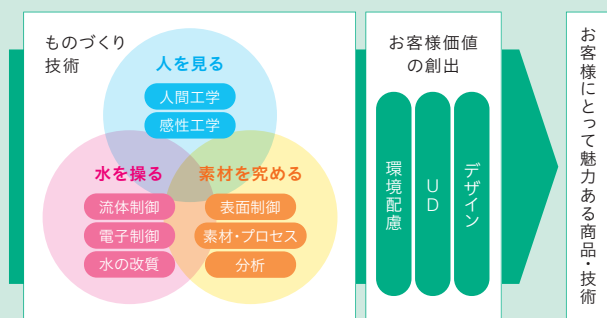 ものづくり
技術
人を見る
人間工学
感性工学
水を操る
流体制御
電子制御
水の改質
素材を究める
表面制御
素材・プロセス
分析
お客様価値
の創出
環境配慮
UD
デザイン
お客様にとって魅力ある商品・技術